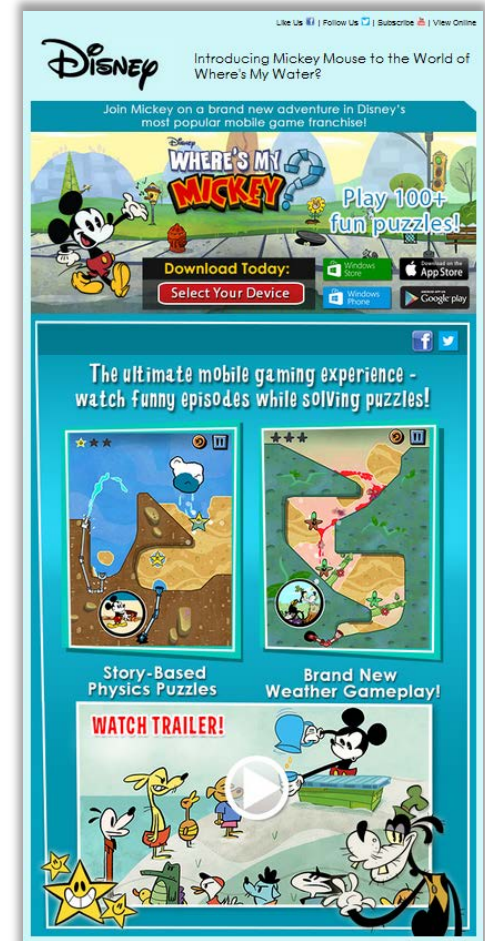 Like Us | Follow Us | Subscribe | View Online
Disney
Introducing Mickey Mouse to the World of
Where's My Water?
Join Mickey on a brand new adventure in Disney's
most popular mobile game franchise!
Disney
WHERE'S MY
MICKEY?
Play 100+
fun puzzles!
Download Today:
Select Your Device
Windows
Store
Download on the
App Store
Windows
Phone
ANDROID APP ON
Google play
The ultimate mobile gaming experience -
watch funny episodes while solving puzzles!
Story-Based
Physics Puzzles
Brand New
Weather Gameplay!
WATCH TRAILER!